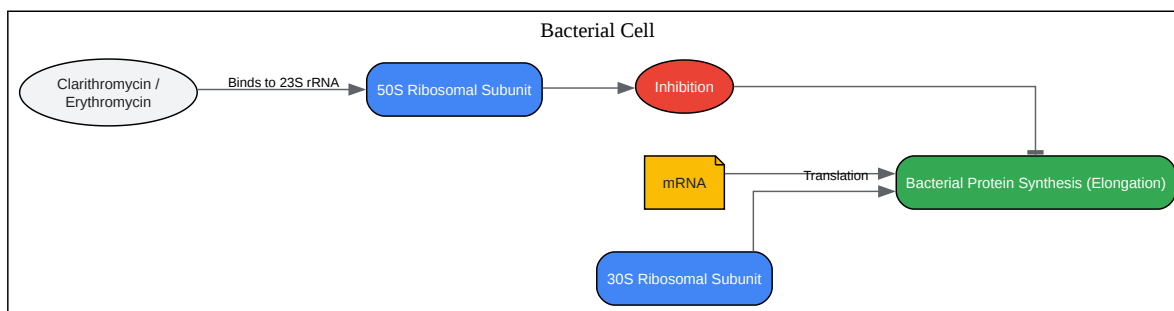 Bacterial Cell
Clarithromycin /
Erythromycin
Binds to 23S rRNA
50S Ribosomal Subunit
Inhibition
mRNA
Translation
Bacterial Protein Synthesis (Elongation)
30S Ribosomal Subunit